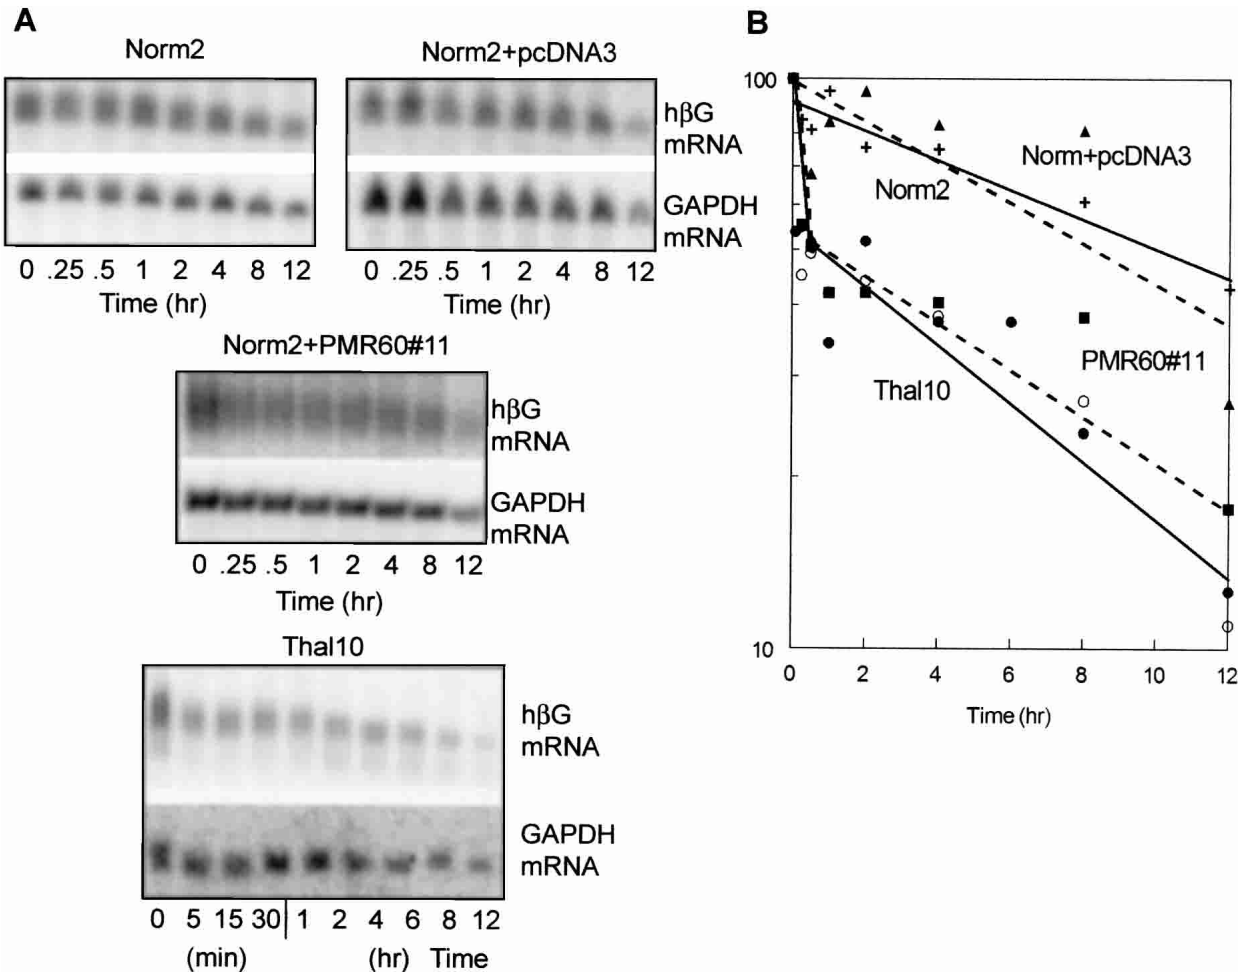 A
Norm2
Norm2+pcDNA3
hβG
mRNA
GAPDH
mRNA
0 .25 .5 1 2 4 8 12
Time (hr)
0 .25 .5 1 2 4 8 12
Time (hr)
Norm2+PMR60#11
hβG
mRNA
GAPDH
mRNA
0 .25 .5 1 2 4 8 12
Time (hr)
Thal10
hβG
mRNA
GAPDH
mRNA
0 5 15 30 1 2 4 6 8 12
(min) (hr) Time
B
100
Norm+pcDNA3
Norm2
PMR60#11
Thal10
10
0 2 4 6 8 10 12
Time (hr)